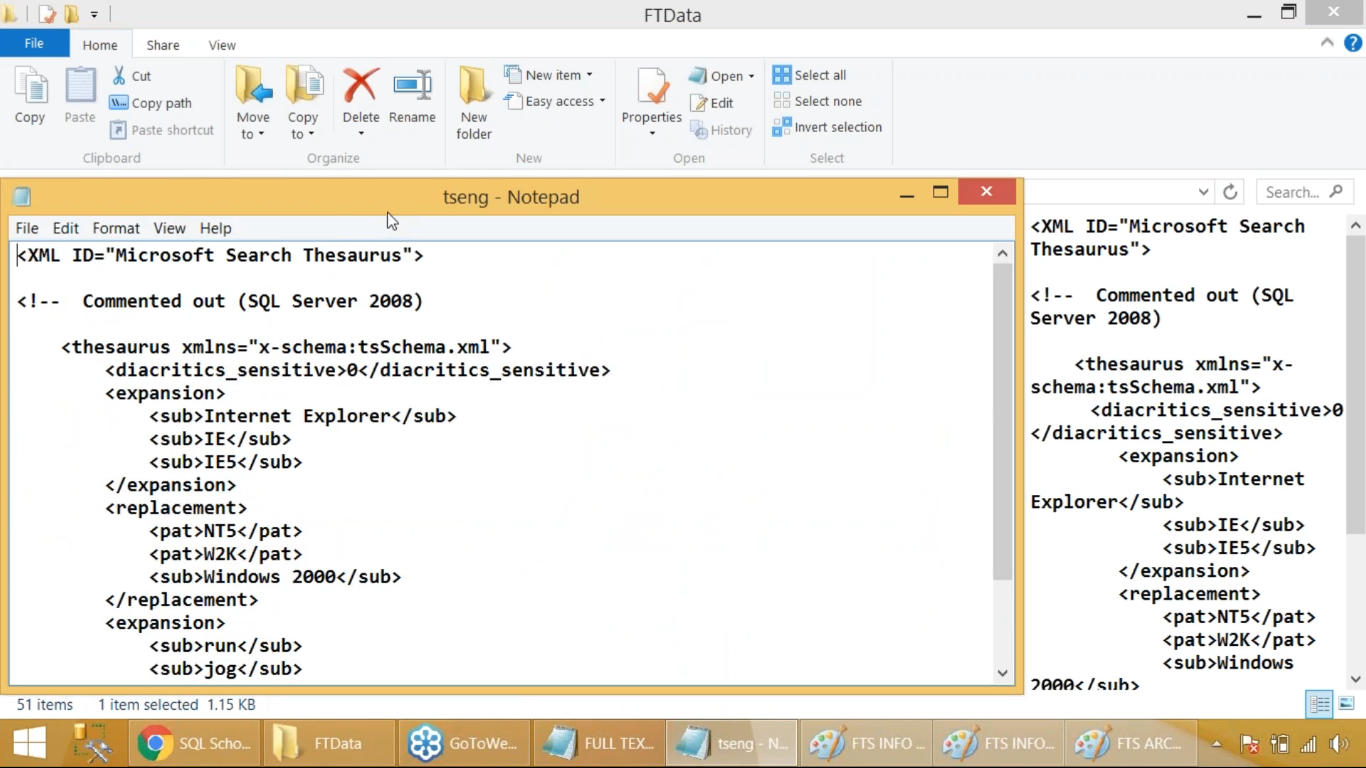 FTData
File Home Share View
Copy
Paste
Cut
Copy path
Paste shortcut
Clipboard
Move to
Copy to
Delete
Rename
Organize
New folder
New item
Easy access
New
Properties
Open
Edit
History
Open
Select all
Select none
Invert selection
Select
Search...
tseng - Notepad
File Edit Format View Help
<XML ID="Microsoft Search Thesaurus">
<!--  Commented out (SQL Server 2008)
<thesaurus xmlns="x-schema:tsSchema.xml">
<diacritics_sensitive>0</diacritics_sensitive>
<expansion>
<sub>Internet Explorer</sub>
<sub>IE</sub>
<sub>IE5</sub>
</expansion>
<replacement>
<pat>NT5</pat>
<pat>W2K</pat>
<sub>Windows 2000</sub>
</replacement>
<expansion>
<sub>run</sub>
<sub>jog</sub>
<XML ID="Microsoft Search
Thesaurus">
<!--  Commented out (SQL
Server 2008)
<thesaurus xmlns="x-
schema:tsSchema.xml">
<diacritics_sensitive>0
</diacritics_sensitive>
<expansion>
<sub>Internet
Explorer</sub>
<sub>IE</sub>
<sub>IE5</sub>
</expansion>
<replacement>
<pat>NT5</pat>
<pat>W2K</pat>
<sub>Windows
2000</sub>
51 items 1 item selected 1.15 KB
SQL Scho... FTData GoToWe... FULL TEX... tseng - N... FTS INFO ... FTS INFO... FTS ARC...